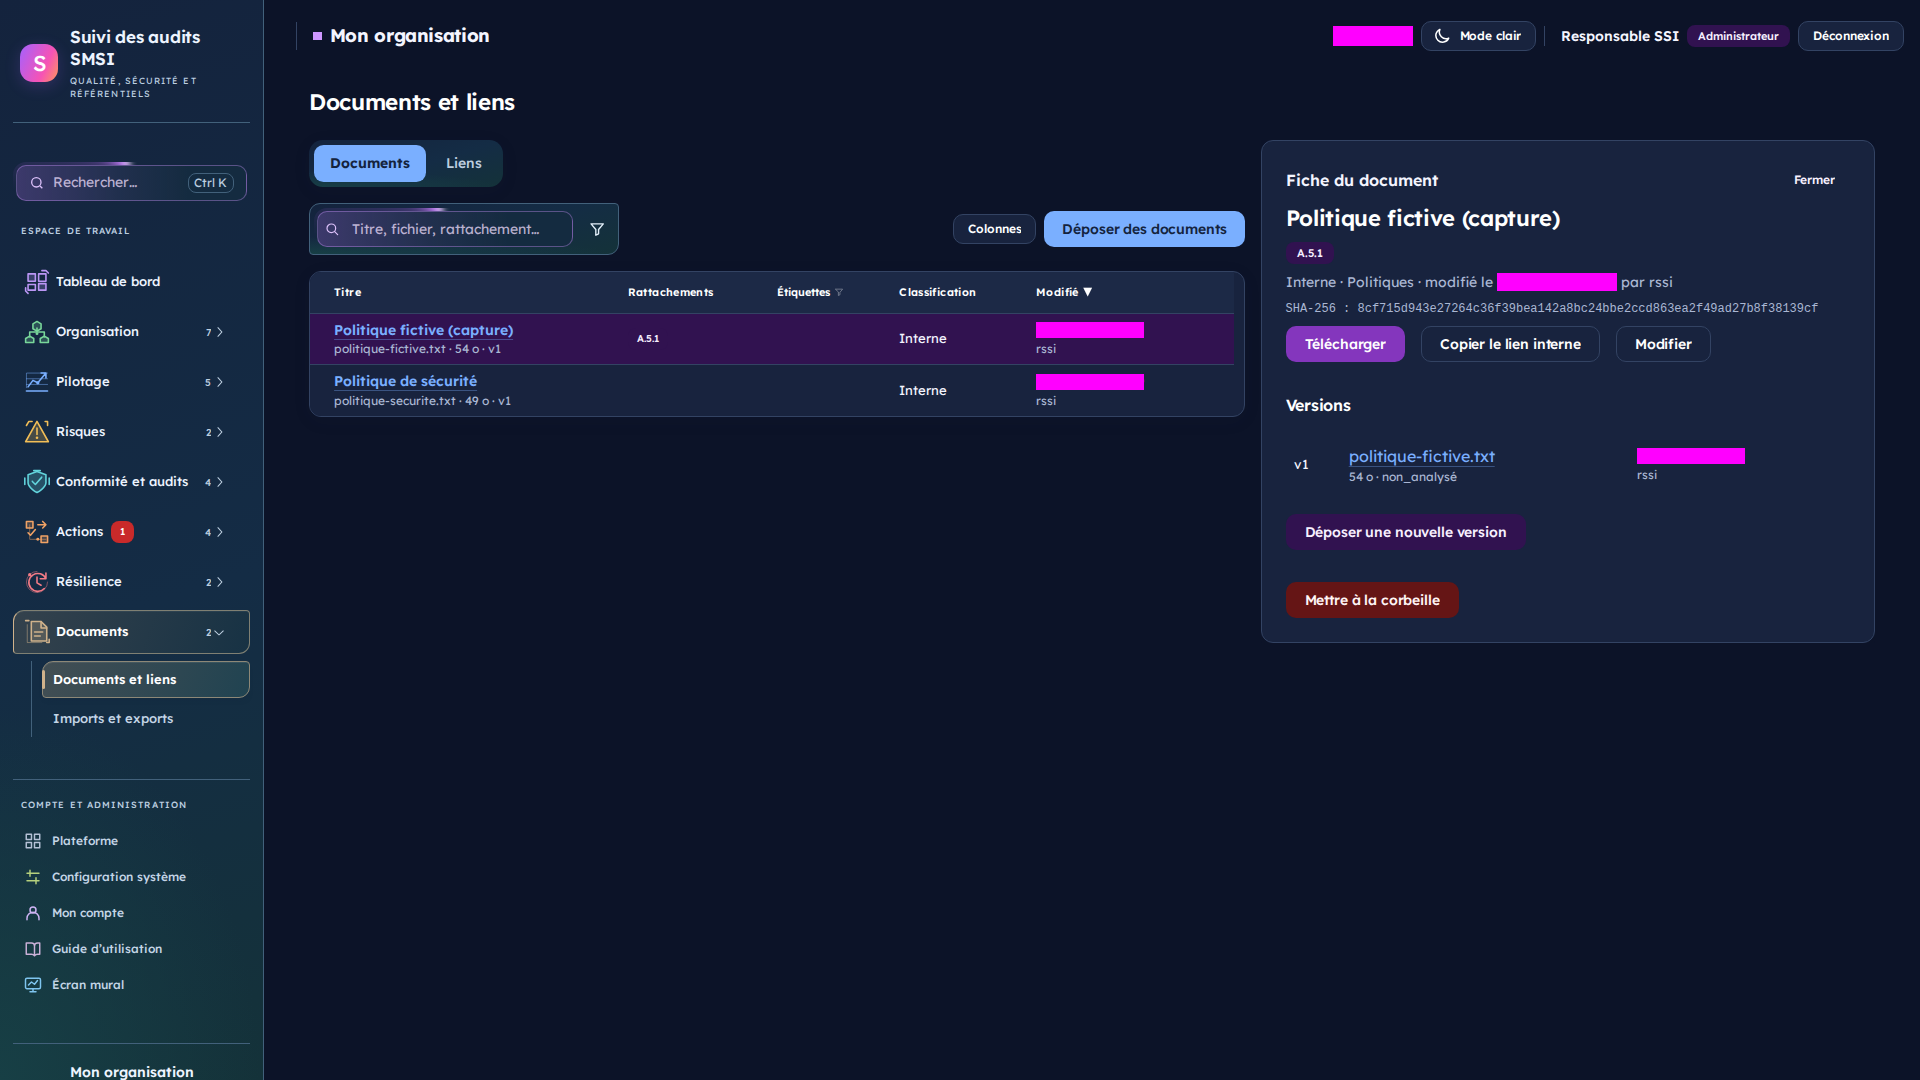 S
Suivi des audits
SMSI
QUALITÉ, SÉCURITÉ ET
RÉFÉRENTIELS
Rechercher... Ctrl K
ESPACE DE TRAVAIL
Tableau de bord
Organisation 7
Pilotage 5
Risques 2
Conformité et audits 4
Actions 1 4
Résilience 2
Documents 2
Documents et liens
Imports et exports
COMPTE ET ADMINISTRATION
Plateforme
Configuration système
Mon compte
Guide d’utilisation
Écran mural
Mon organisation
Mon organisation
Mode clair
Responsable SSI
Administrateur
Déconnexion
Documents et liens
Documents Liens
Titre, fichier, rattachement...
Colonnes
Déposer des documents
Titre Rattachements Étiquettes Classification Modifié ▼
Politique fictive (capture) A.5.1 Interne
politique-fictive.txt · 54 o · v1 rssi
Politique de sécurité Interne
politique-securite.txt · 49 o · v1 rssi
Fiche du document Fermer
Politique fictive (capture)
A.5.1
Interne · Politiques · modifié le par rssi
SHA-256 : 8cf715d943e27264c36f39bea142a8bc24bbe2ccd863ea2f49ad27b8f38139cf
Télécharger Copier le lien interne Modifier
Versions
v1 politique-fictive.txt
54 o · non_analysé rssi
Déposer une nouvelle version
Mettre à la corbeille